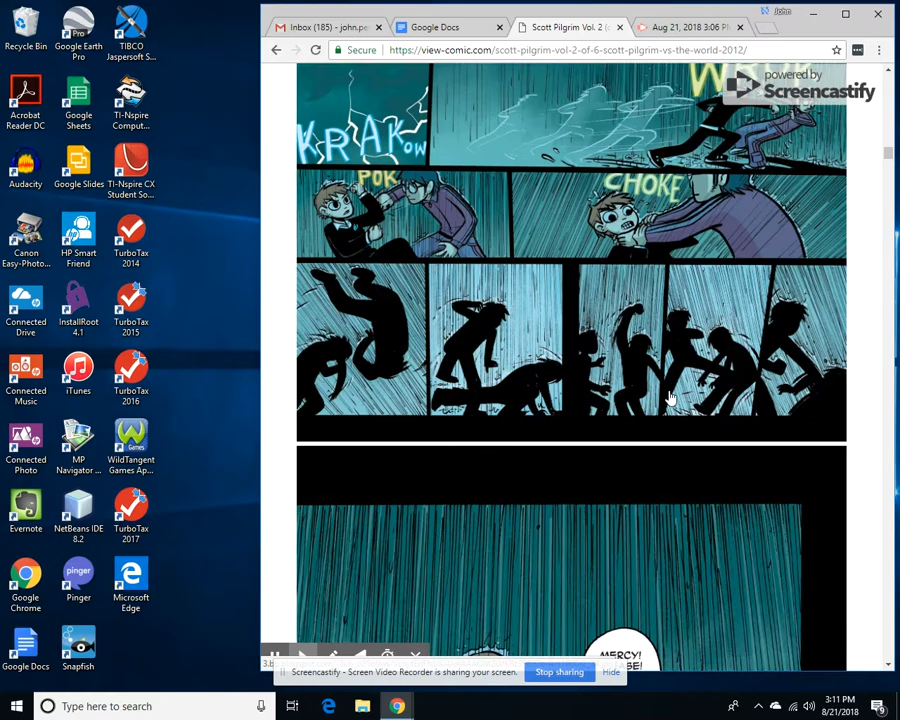 John
Inbox (185) - john.per
Google Docs
Scott Pilgrim Vol. 2 (
Aug 21, 2018 3:06 P
Secure
https://view-comic.com/scott-pilgrim-vol-2-of-6-scott-pilgrim-vs-the-world-2012/
powered by
Screencastify
KRAKOW
POK
CHOKE
MERCY!
Recycle Bin
Google Earth
Pro
TIBCO
Jaspersoft S...
Acrobat
Reader DC
Google
Sheets
TI-Nspire
Comput...
Audacity
Google Slides
TI-Nspire CX
Student So...
Canon
Easy-Photo...
HP Smart
Friend
TurboTax
2014
Connected
Drive
InstallRoot
4.1
TurboTax
2015
Connected
Music
iTunes
TurboTax
2016
Connected
Photo
MP
Navigator ...
WildTangent
Games Ap...
Evernote
NetBeans IDE
8.2
TurboTax
2017
Google
Chrome
Pinger
Microsoft
Edge
Google Docs
Snapfish
Screencastify - Screen Video Recorder is sharing your screen.
Stop sharing
Hide
Type here to search
3:11 PM
8/21/2018